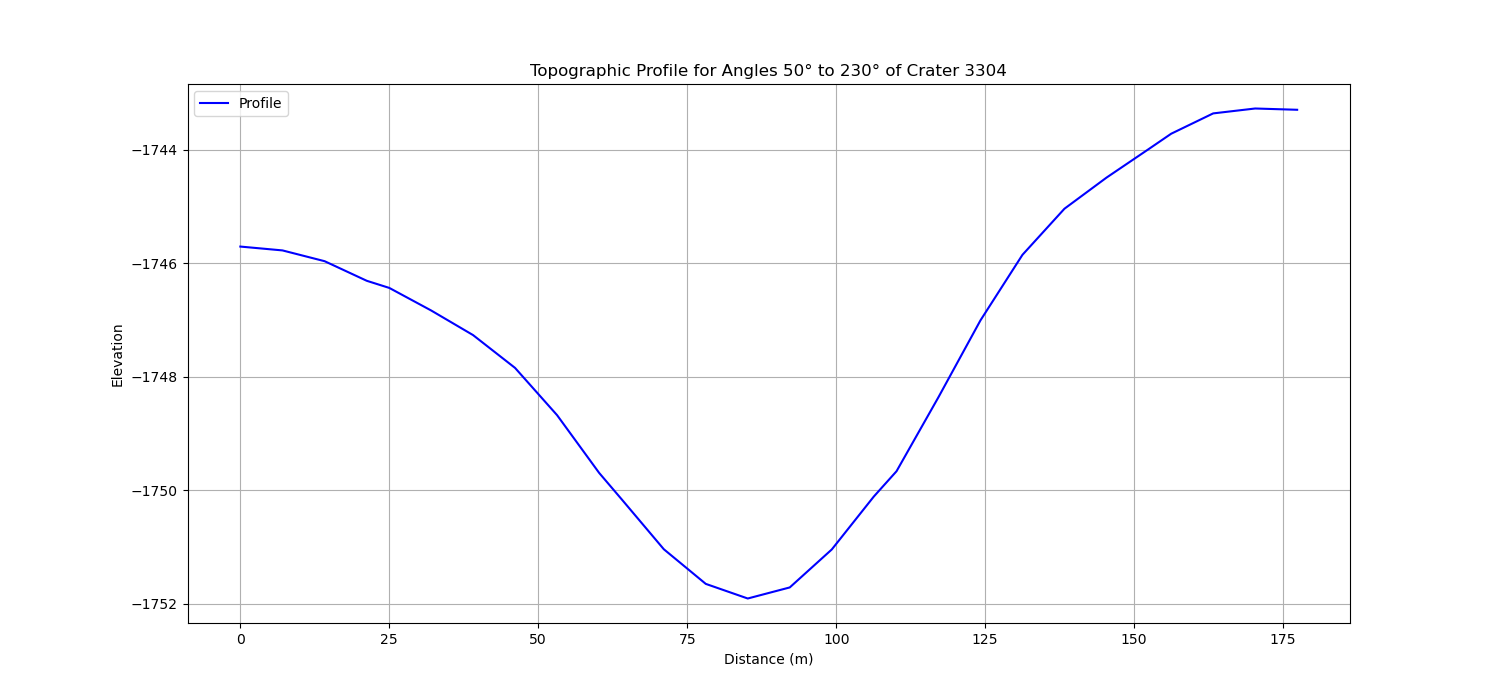 Topographic Profile for Angles 50° to 230° of Crater 3304
Profile
−1744
−1746
−1748
−1750
−1752
Elevation
0 25 50 75 100 125 150 175
Distance (m)